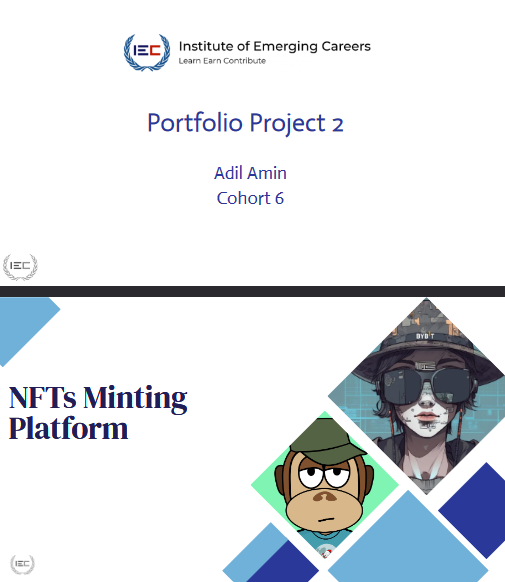 IEC
Institute of Emerging Careers
Learn Earn Contribute
Portfolio Project 2
Adil Amin
Cohort 6
IEC
NFTs Minting
Platform
IEC